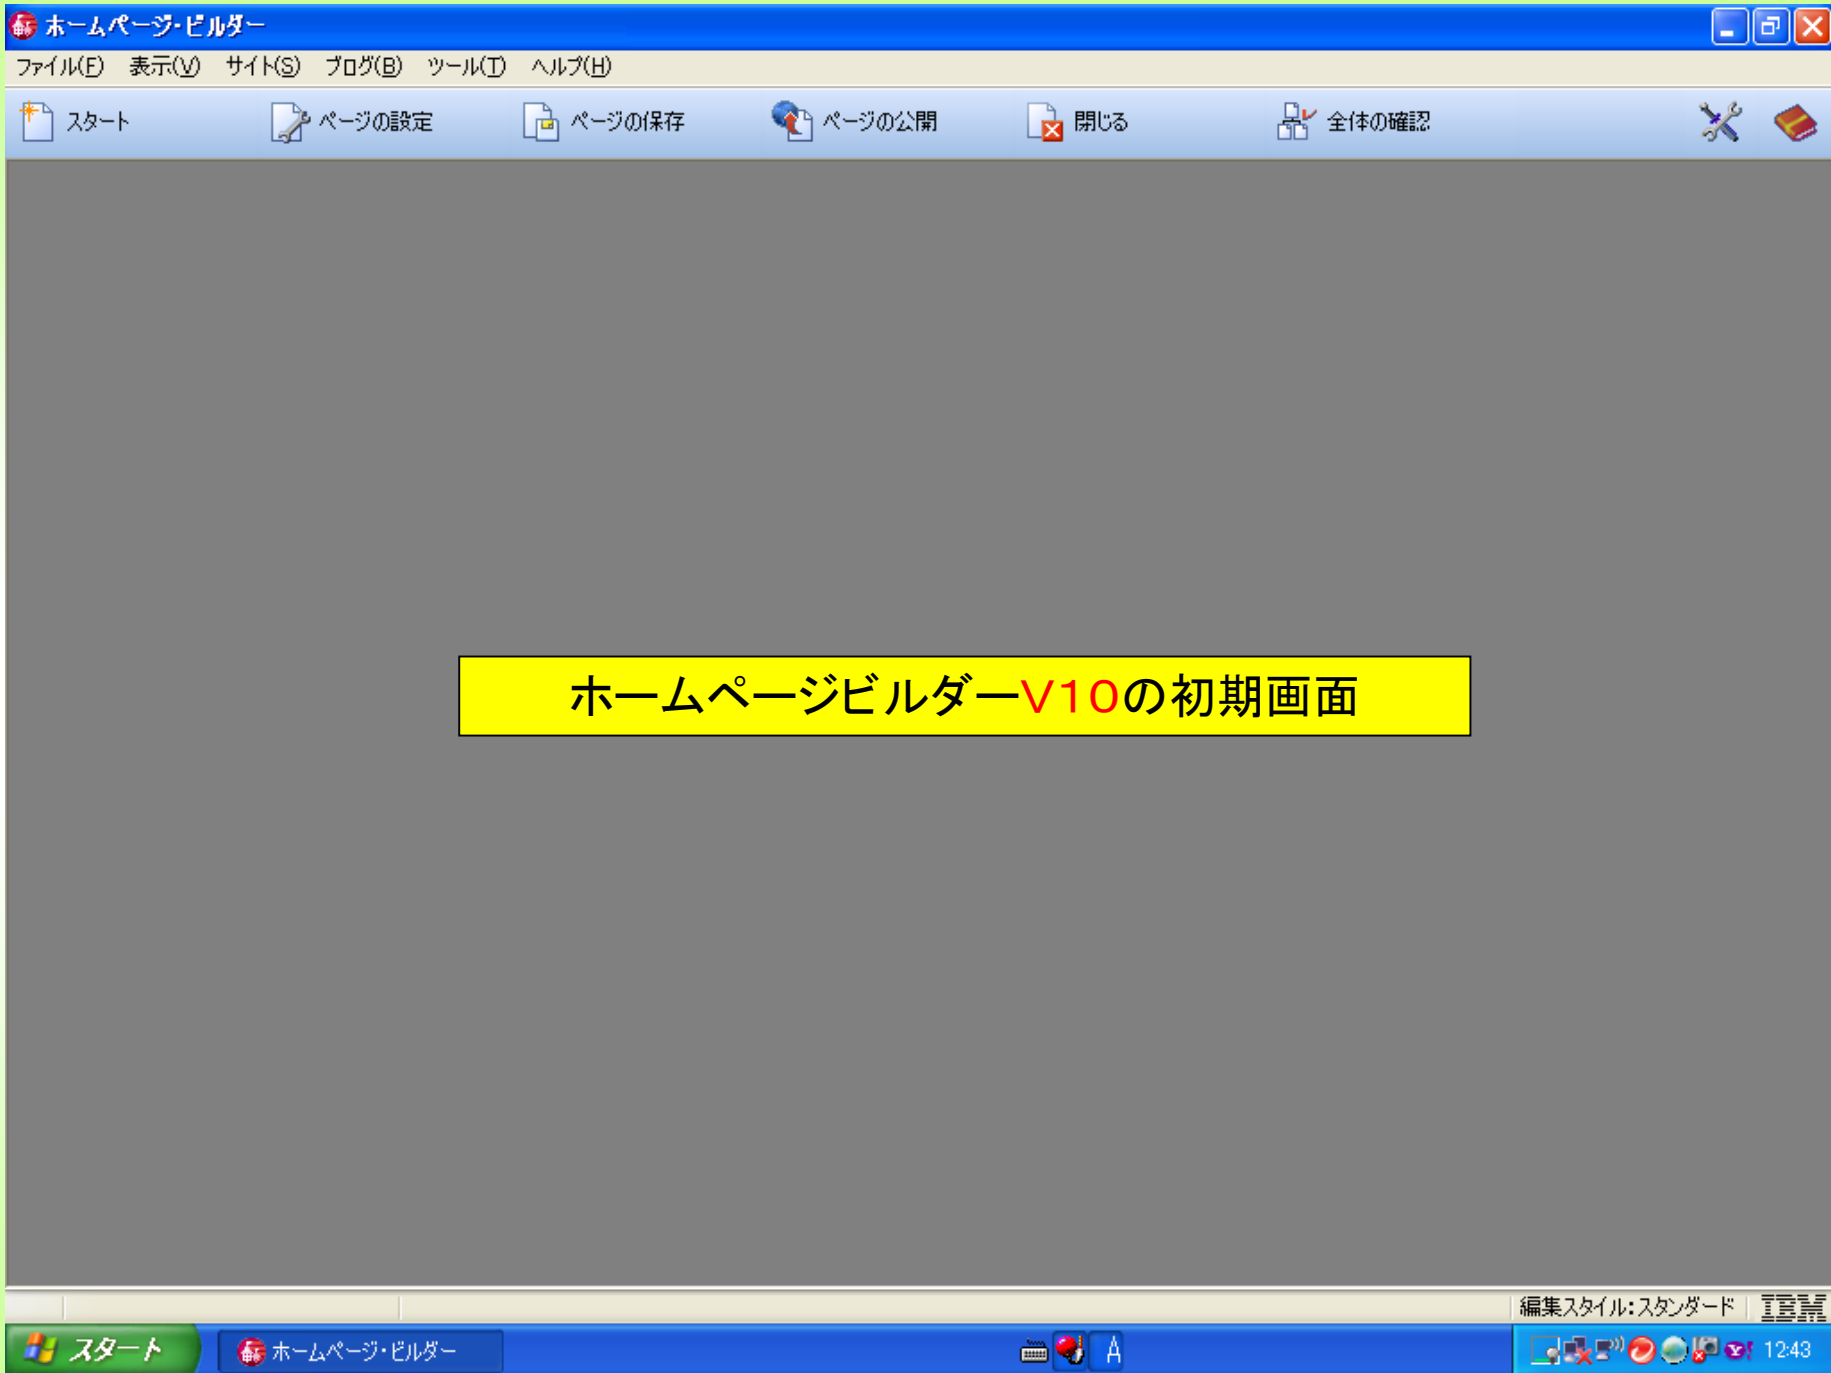 ホームページ・ビルダー
ファイル(F) 表示(V) サイト(S) ブログ(B) ツール(T) ヘルプ(H)
スタート ページの設定 ページの保存 ページの公開 閉じる 全体の確認
ホームページビルダーV10の初期画面
編集スタイル:スタンダード IBM
スタート ホームページ・ビルダー A 12:43